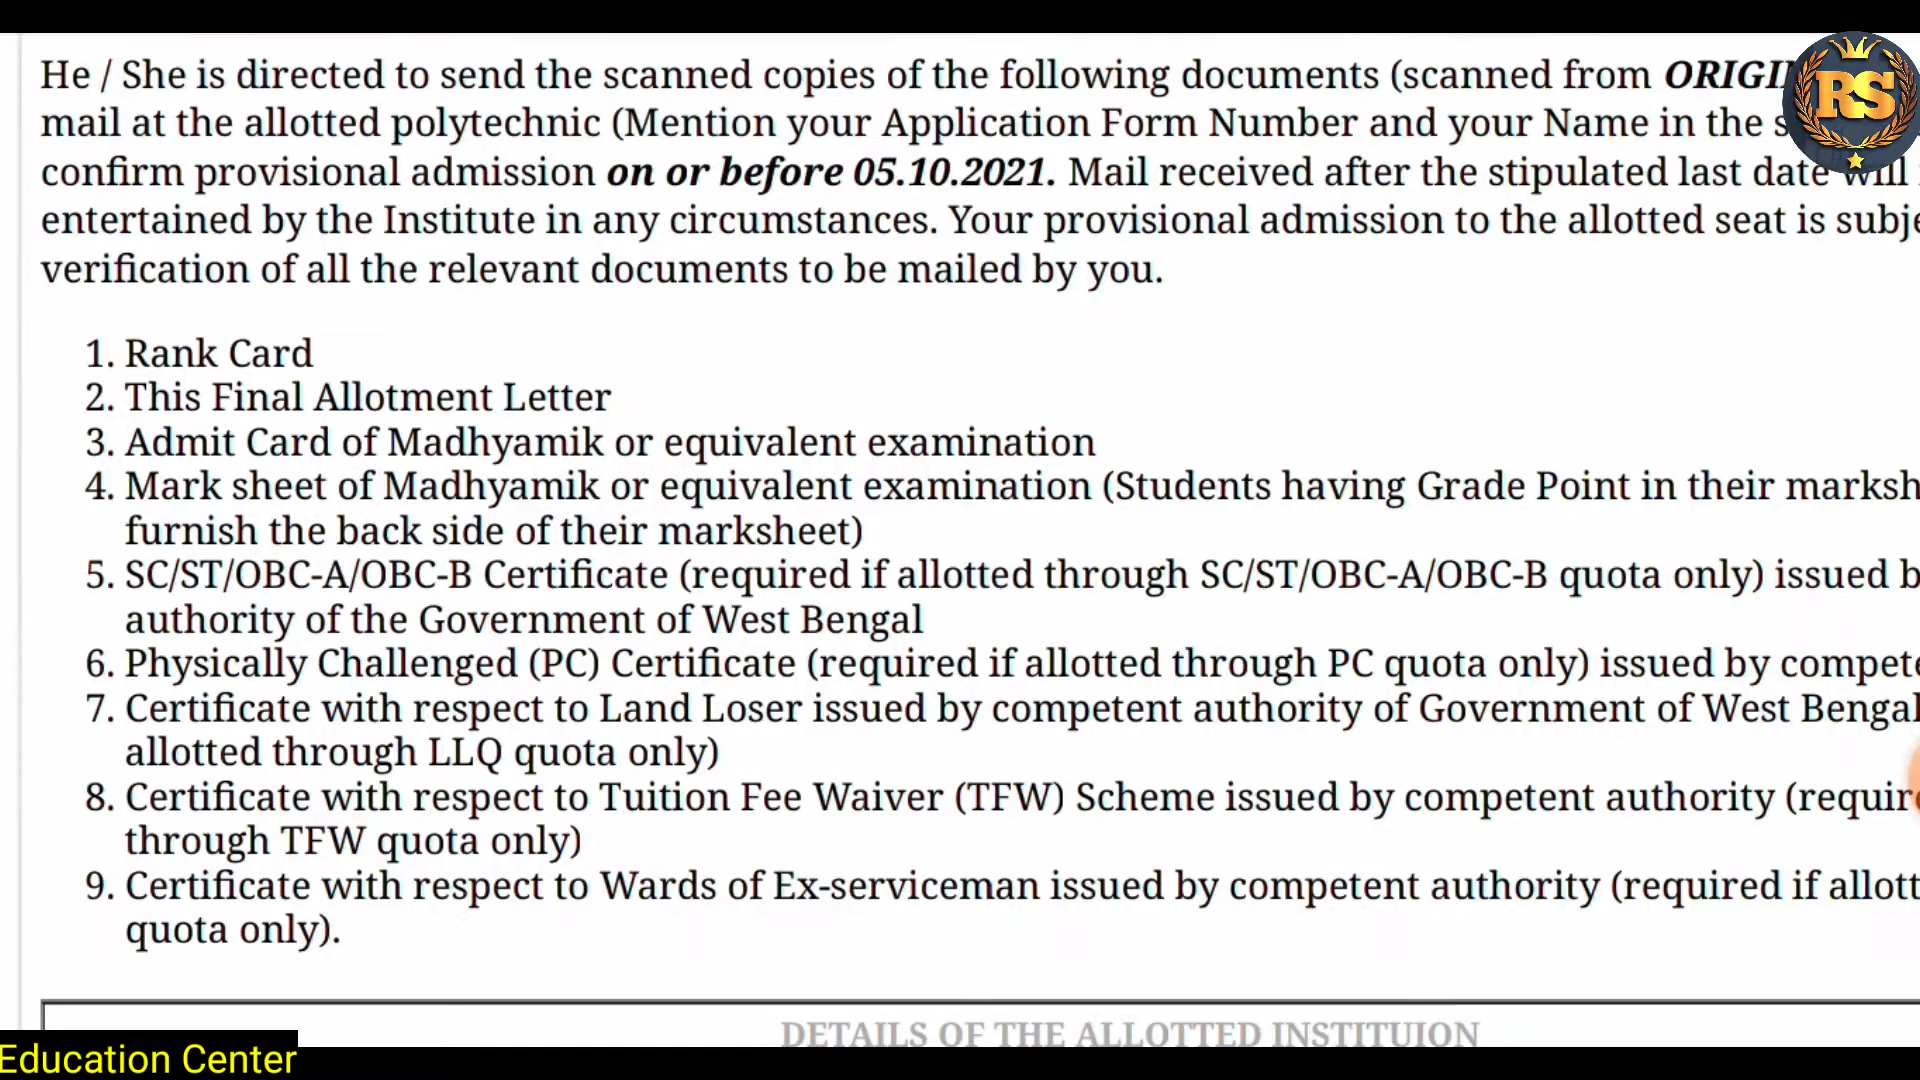 He / She is directed to send the scanned copies of the following documents (scanned from
mail at the allotted polytechnic (Mention your Application Form Number and your Name in the
confirm provisional admission on or before 05.10.2021. Mail received after the stipulated last date will
entertained by the Institute in any circumstances. Your provisional admission to the allotted seat is
verification of all the relevant documents to be mailed by you.
1. Rank Card
2. This Final Allotment Letter
3. Admit Card of Madhyamik or equivalent examination
4. Mark sheet of Madhyamik or equivalent examination (Students having Grade Point in their
furnish the back side of their marksheet)
5. SC/ST/OBC-A/OBC-B Certificate (required if allotted through SC/ST/OBC-A/OBC-B quota only) issued
authority of the Government of West Bengal
6. Physically Challenged (PC) Certificate (required if allotted through PC quota only) issued by
7. Certificate with respect to Land Loser issued by competent authority of Government of West Bengal
allotted through LLQ quota only)
8. Certificate with respect to Tuition Fee Waiver (TFW) Scheme issued by competent authority
through TFW quota only)
9. Certificate with respect to Wards of Ex-serviceman issued by competent authority (required if
quota only).
DETAILS OF THE ALLOTTED INSTITUION
Education Center
RS